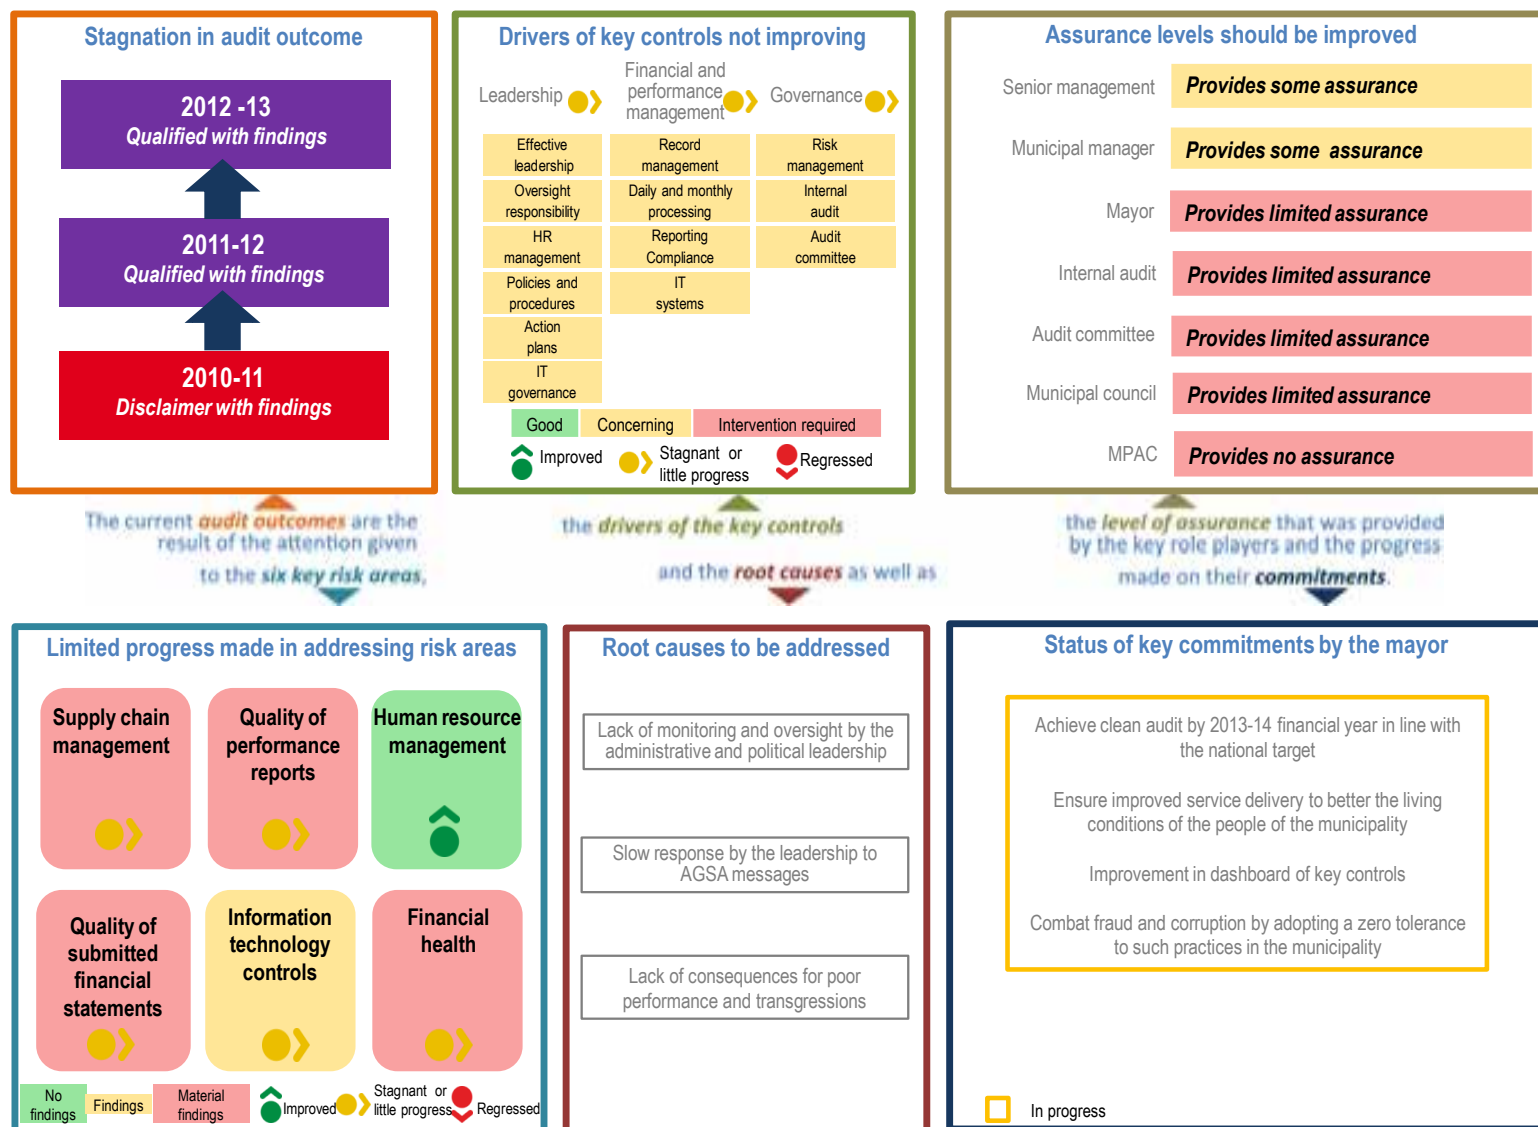 Stagnation in audit outcome
2012 -13
Qualified with findings
2011-12
Qualified with findings
2010-11
Disclaimer with findings
Drivers of key controls not improving
Leadership
Financial and
performance
management
Governance
Effective
leadership
Oversight
responsibility
HR
management
Policies and
procedures
Action
plans
IT
governance
Record
management
Daily and monthly
processing
Reporting
Compliance
IT
systems
Risk
management
Internal
audit
Audit
committee
Good
Concerning
Intervention required
Improved
Stagnant or
little progress
Regressed
Assurance levels should be improved
Senior management
Provides some assurance
Municipal manager
Provides some assurance
Mayor
Provides limited assurance
Internal audit
Provides limited assurance
Audit committee
Provides limited assurance
Municipal council
Provides limited assurance
MPAC
Provides no assurance
The current audit outcomes are the
result of the attention given
to the six key risk areas,
the drivers of the key controls
and the root causes as well as
the level of assurance that was provided
by the key role players and the progress
made on their commitments.
Limited progress made in addressing risk areas
Supply chain
management
Quality of
performance
reports
Human resource
management
Quality of
submitted
financial
statements
Information
technology
controls
Financial
health
No
findings
Findings
Material
findings
Improved
Stagnant or
little progress
Regressed
Root causes to be addressed
Lack of monitoring and oversight by the
administrative and political leadership
Slow response by the leadership to
AGSA messages
Lack of consequences for poor
performance and transgressions
Status of key commitments by the mayor
Achieve clean audit by 2013-14 financial year in line with
the national target
Ensure improved service delivery to better the living
conditions of the people of the municipality
Improvement in dashboard of key controls
Combat fraud and corruption by adopting a zero tolerance
to such practices in the municipality
In progress